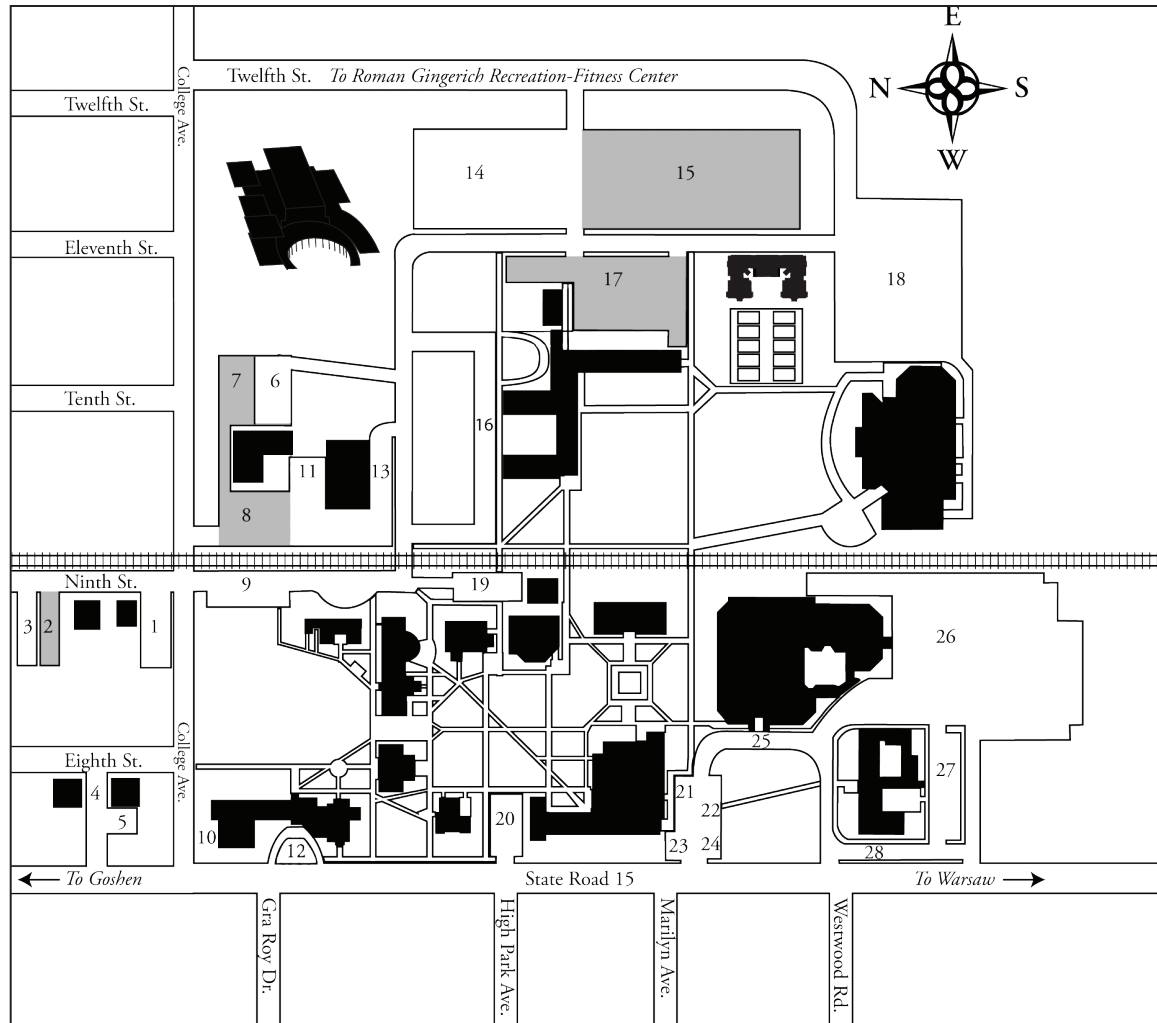 E
College Ave.
Twelfth St. To Roman Gingerich Recreation-Fitness Center
N
S
Twelfth St.
W
14
15
Eleventh St.
17
18
7
6
Tenth St.
16
11
13
8
Ninth St.
9
19
3
2
1
26
College Ave.
25
Eighth St.
27
4
21
5
22
20
10
23
24
12
28
To Goshen
State Road 15
To Warsaw
Gra Roy Dr.
High Park Ave.
Marilyn Ave.
Westwood Rd.